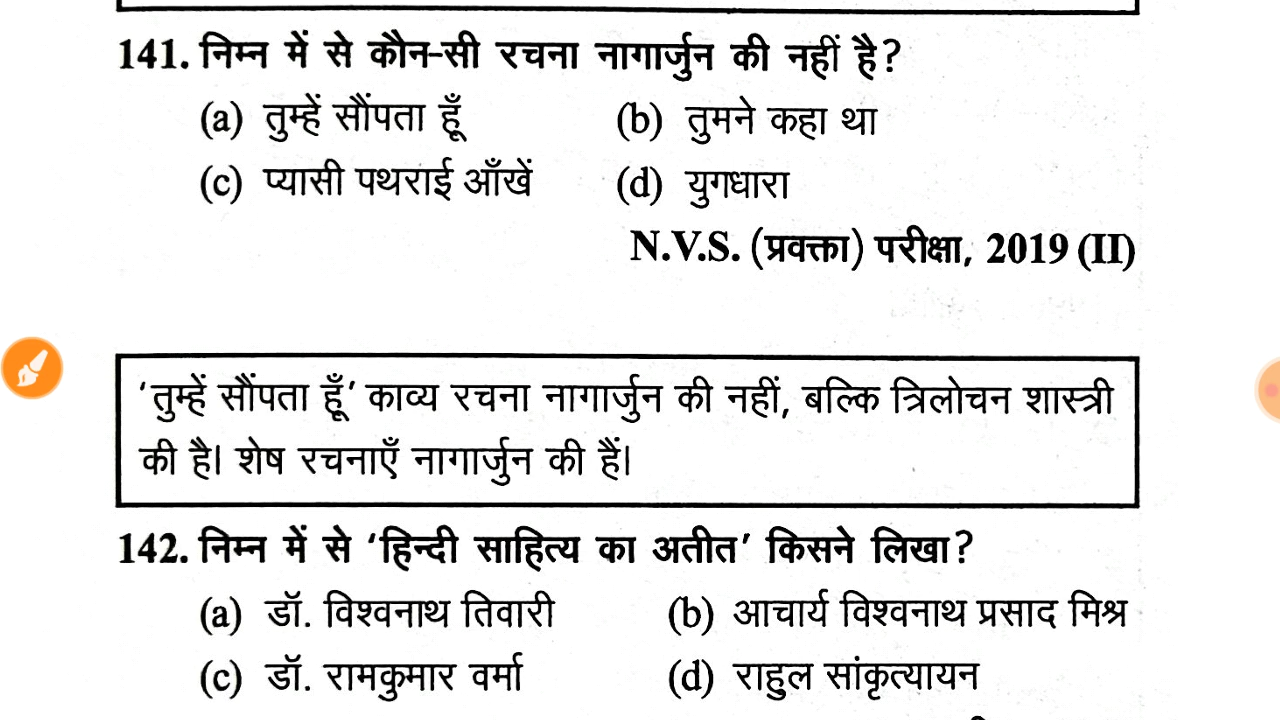 141. निम्न में से कौन-सी रचना नागार्जुन की नहीं है?
(a) तुम्हें सौंपता हूँ (b) तुमने कहा था
(c) प्यासी पथराई आँखें (d) युगधारा
N.V.S. (प्रवक्ता) परीक्षा, 2019 (II)
'तुम्हें सौंपता हूँ' काव्य रचना नागार्जुन की नहीं, बल्कि त्रिलोचन शास्त्री
की है। शेष रचनाएँ नागार्जुन की हैं।
142. निम्न में से 'हिन्दी साहित्य का अतीत' किसने लिखा?
(a) डॉ. विश्वनाथ तिवारी (b) आचार्य विश्वनाथ प्रसाद मिश्र
(c) डॉ. रामकुमार वर्मा (d) राहुल सांकृत्यायन